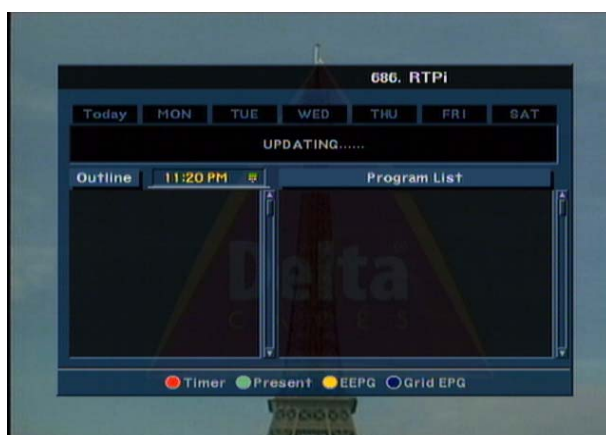 686. RTPi
Today MON TUE WED THU FRI SAT
UPDATING......
Outline 11:20 PM Program List
Delta
Timer Present EEPG Grid EPG